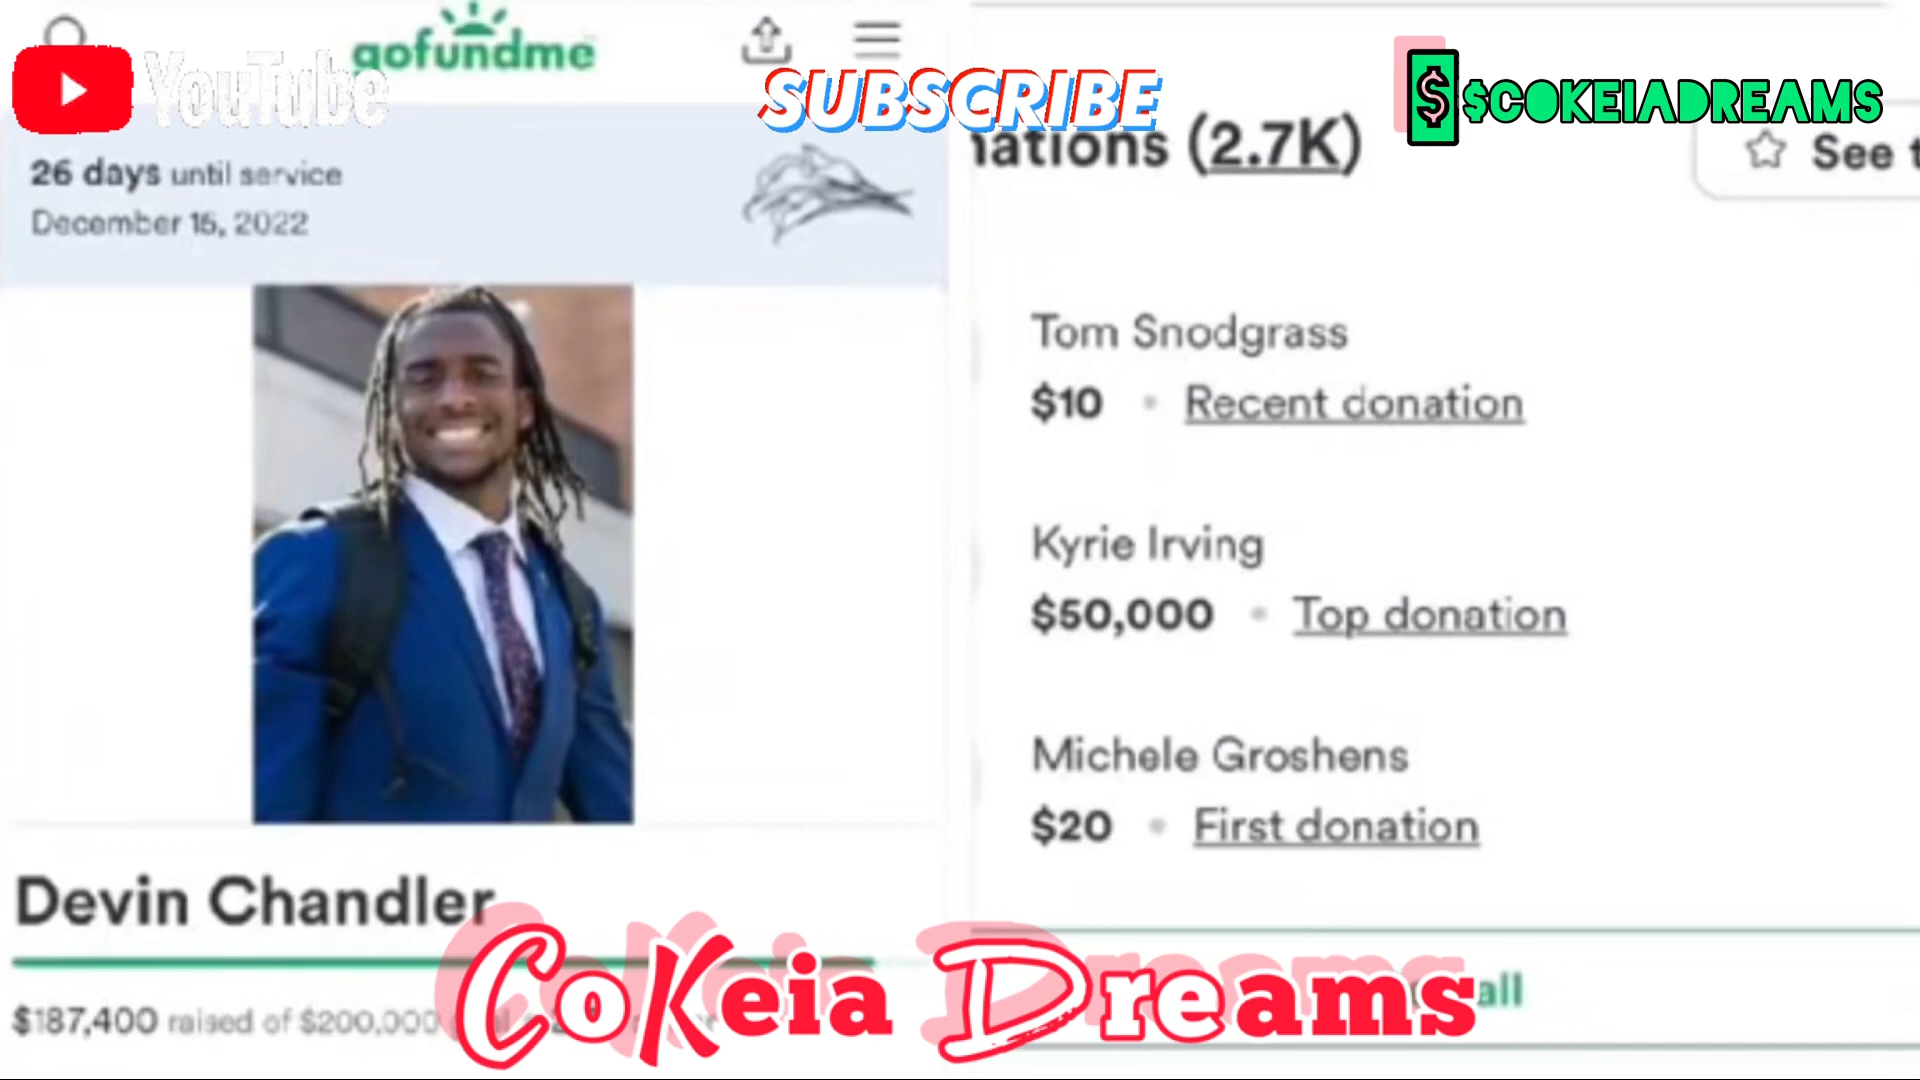 YouTube
gofundme
SUBSCRIBE
$COKEIADREAMS
26 days until service
December 15, 2022
nations (2.7K)
See t
Tom Snodgrass
$10 • Recent donation
Kyrie Irving
$50,000 • Top donation
Michele Groshens
$20 • First donation
Devin Chandler
$187,400 raised of $200,000
all
CoKeia Dreams